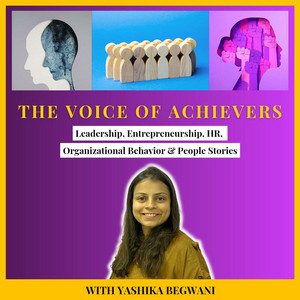 THE VOICE OF ACHIEVERS
Leadership, Entrepreneurship, HR,
Organizational Behavior & People Stories
WITH YASHIKA BEGWANI